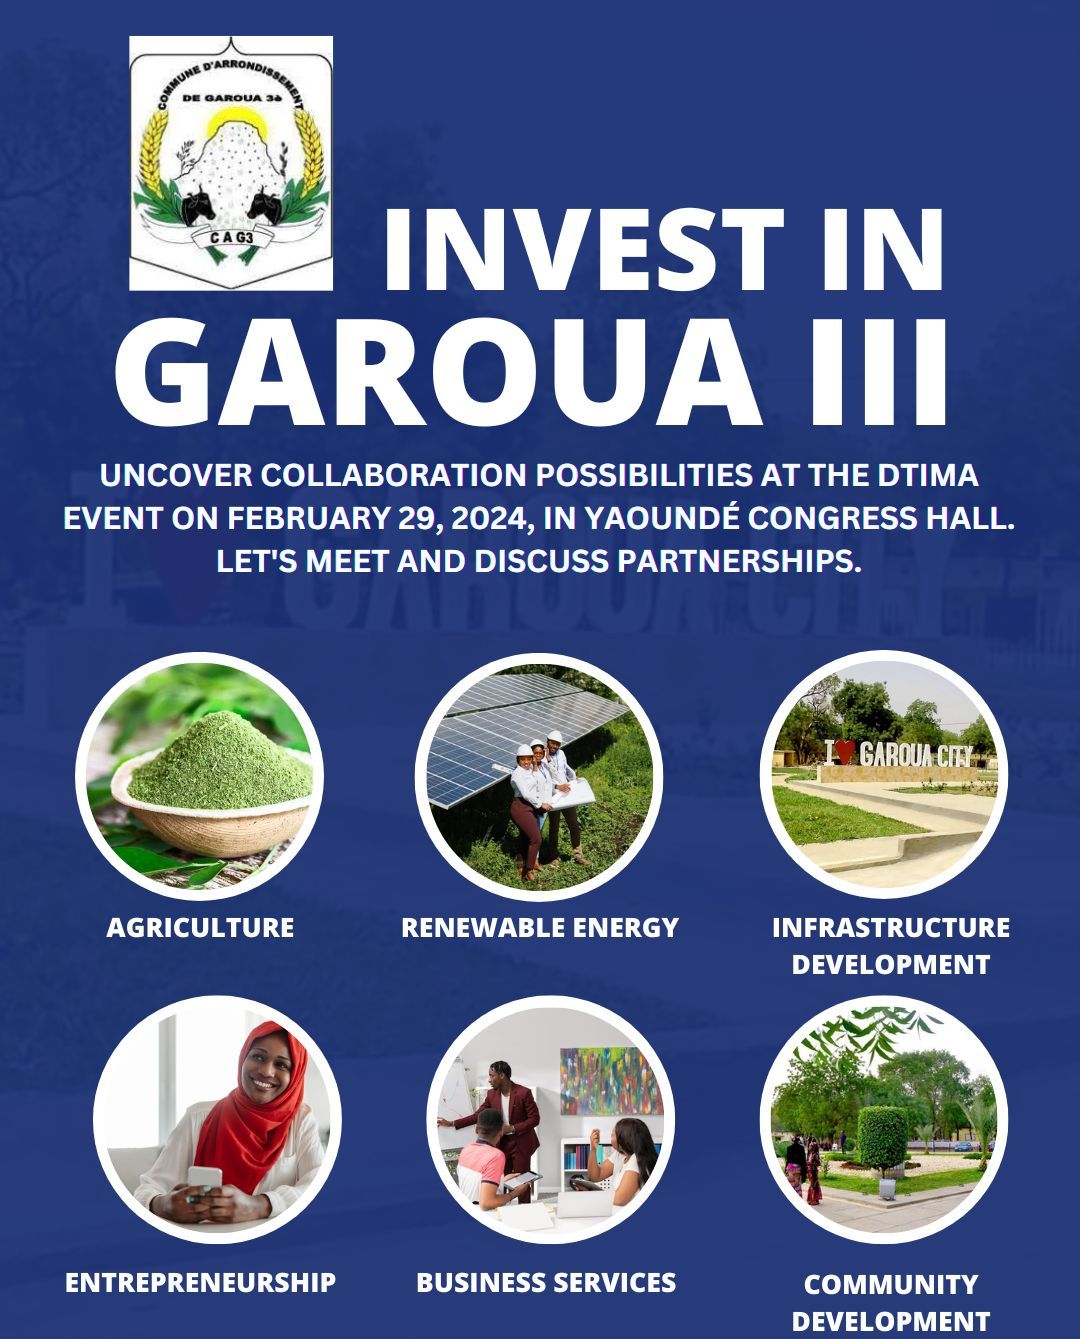 COMMUNE D'ARRONDISSEMENT
DE GAROUA 3è
C A G3
INVEST IN
GAROUA III
UNCOVER COLLABORATION POSSIBILITIES AT THE DTIMA
EVENT ON FEBRUARY 29, 2024, IN YAOUNDÉ CONGRESS HALL.
LET'S MEET AND DISCUSS PARTNERSHIPS.
I GAROUA CITY
I GAROUA CITY
AGRICULTURE
RENEWABLE ENERGY
INFRASTRUCTURE
DEVELOPMENT
ENTREPRENEURSHIP
BUSINESS SERVICES
COMMUNITY
DEVELOPMENT